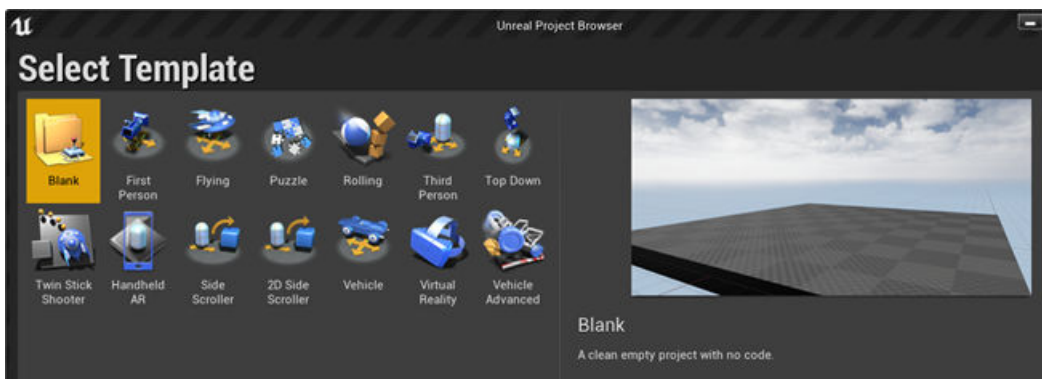 Unreal Project Browser
Select Template
Blank
First
Person
Flying
Puzzle
Rolling
Third
Person
Top Down
Twin Stick
Shooter
Handheld
AR
Side
Scroller
2D Side
Scroller
Vehicle
Virtual
Reality
Vehicle
Advanced
Blank
A clean empty project with no code.